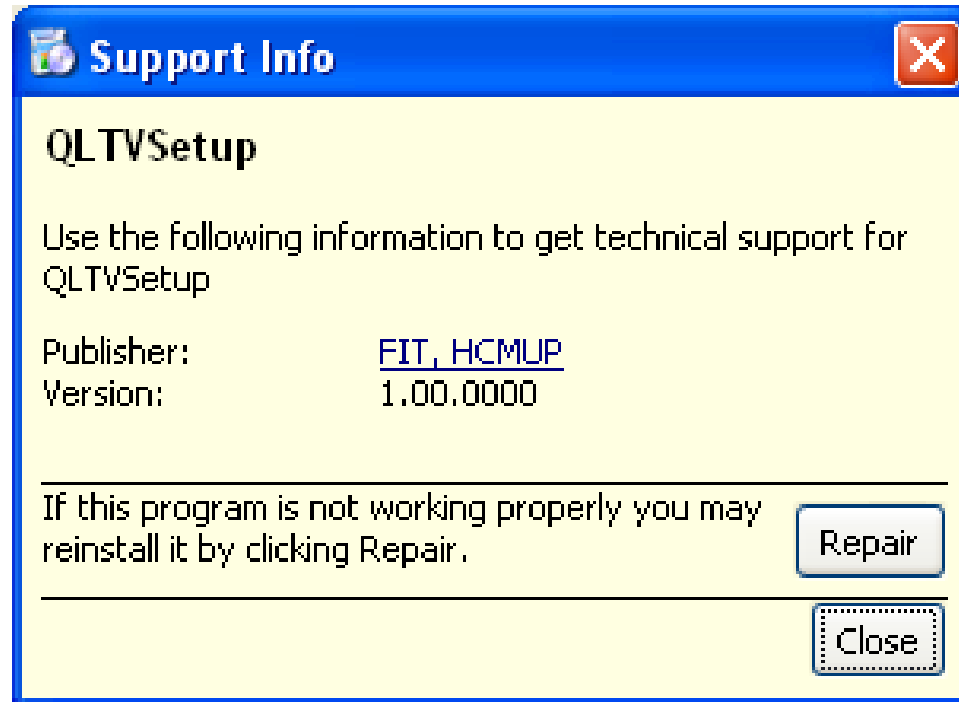 Support Info
QLTVSetup
Use the following information to get technical support for
QLTVSetup
Publisher: FIT, HCMUP
Version: 1.00.0000
If this program is not working properly you may
reinstall it by clicking Repair.
Repair
Close